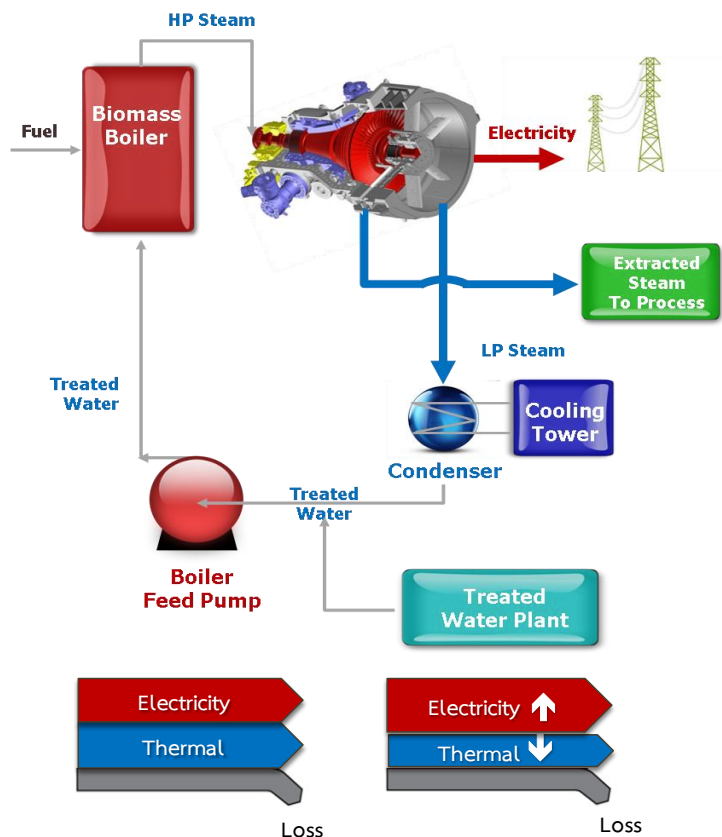 HP Steam
Biomass
Boiler
Fuel
Electricity
Extracted
Steam
To Process
LP Steam
Treated
Water
Cooling
Tower
Condenser
Treated
Water
Boiler
Feed Pump
Treated
Water Plant
Electricity
Thermal
Loss
Electricity
Thermal
Loss